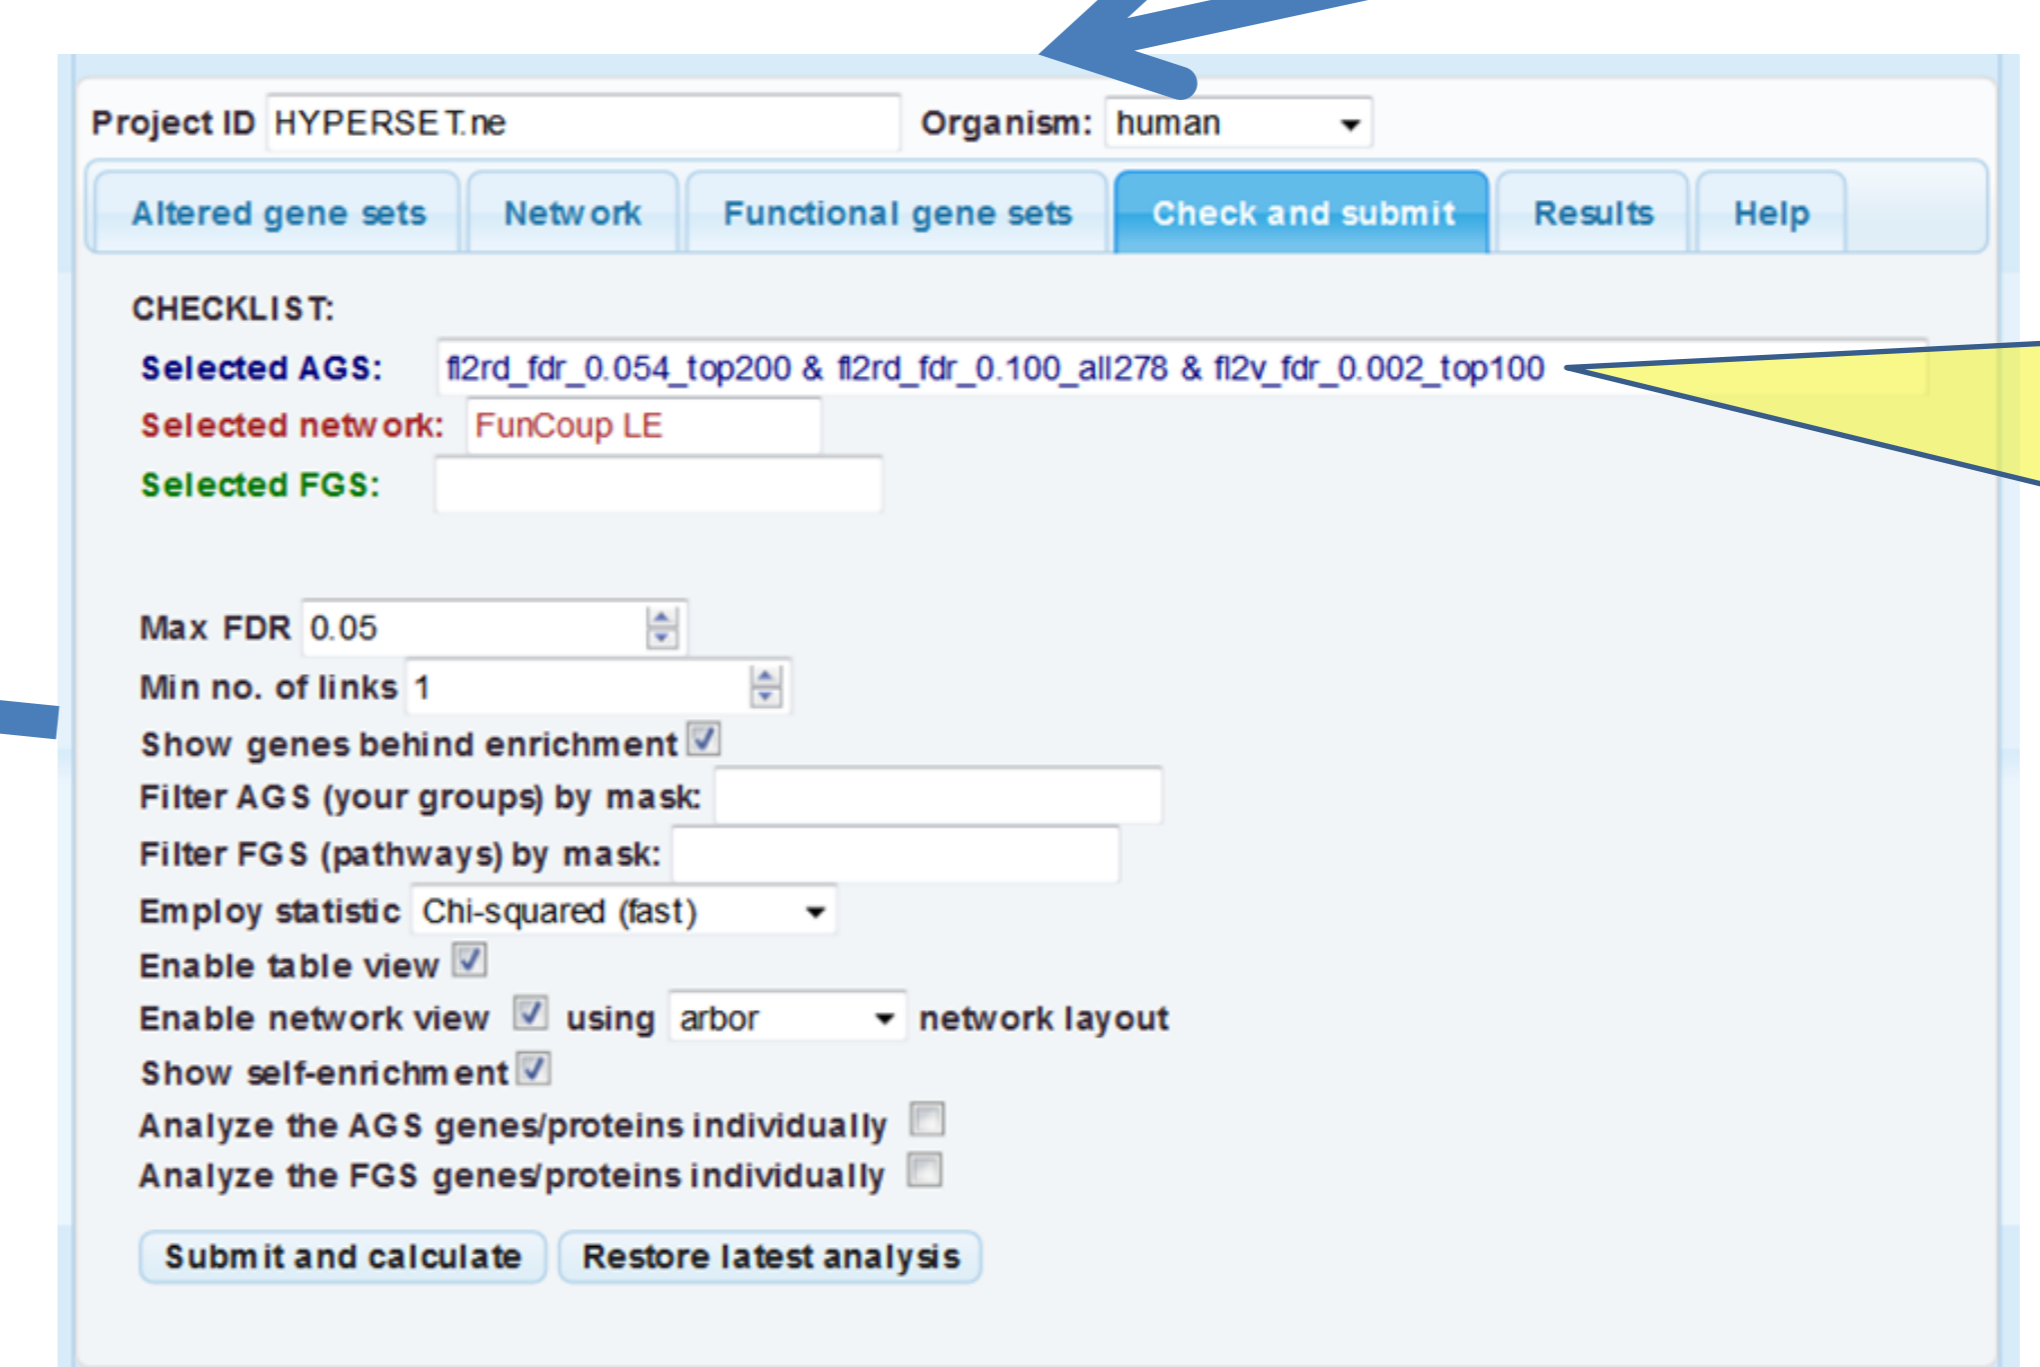 Project ID HYPERSET.ne Organism: human
Altered gene sets Network Functional gene sets Check and submit Results Help
CHECKLIST:
Selected AGS: fl2rd_fdr_0.054_top200 & fl2rd_fdr_0.100_all278 & fl2v_fdr_0.002_top100
Selected network: FunCoup LE
Selected FGS:
Max FDR 0.05
Min no. of links 1
Show genes behind enrichment
Filter AGS (your groups) by mask:
Filter FGS (pathways) by mask:
Employ statistic Chi-squared (fast)
Enable table view
Enable network view using arbor network layout
Show self-enrichment
Analyze the AGS genes/proteins individually
Analyze the FGS genes/proteins individually
Submit and calculate Restore latest analysis